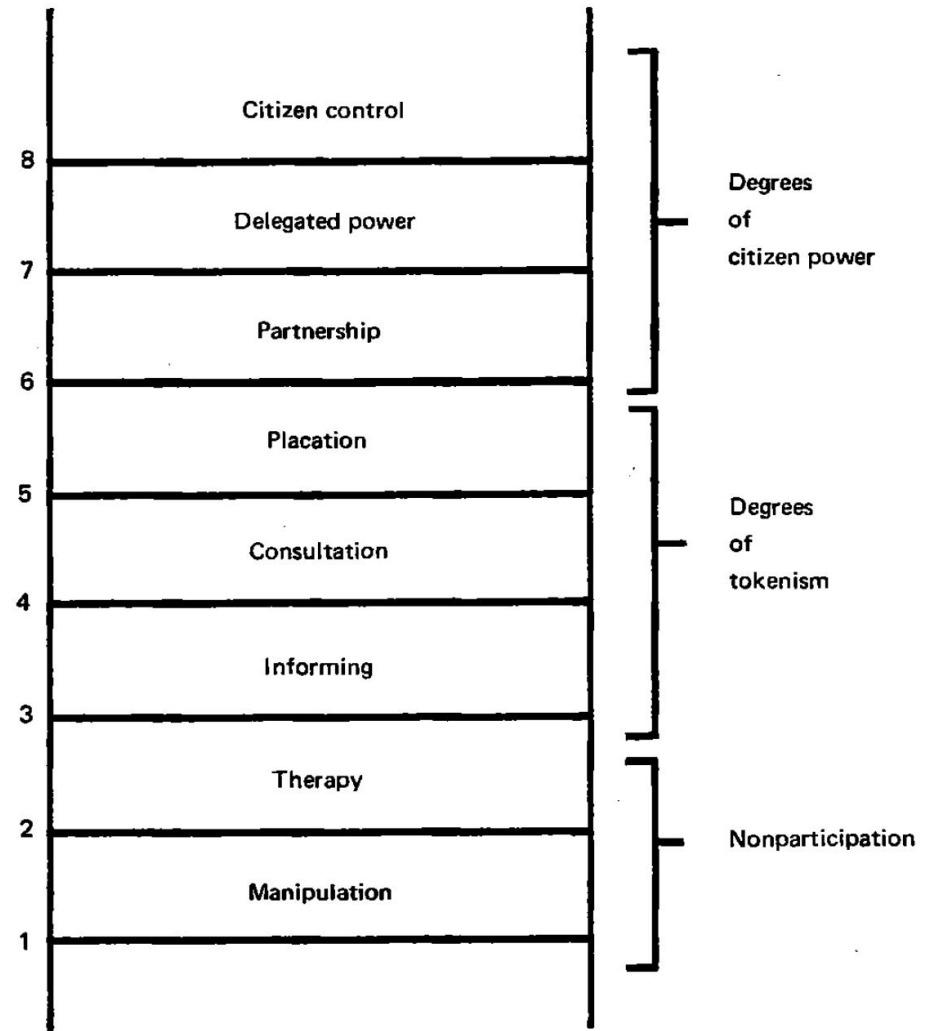 Citizen control
8
Delegated power
7
Partnership
6
Placation
5
Consultation
4
Informing
3
Therapy
2
Manipulation
1
Degrees
of
citizen power
Degrees
of
tokenism
Nonparticipation